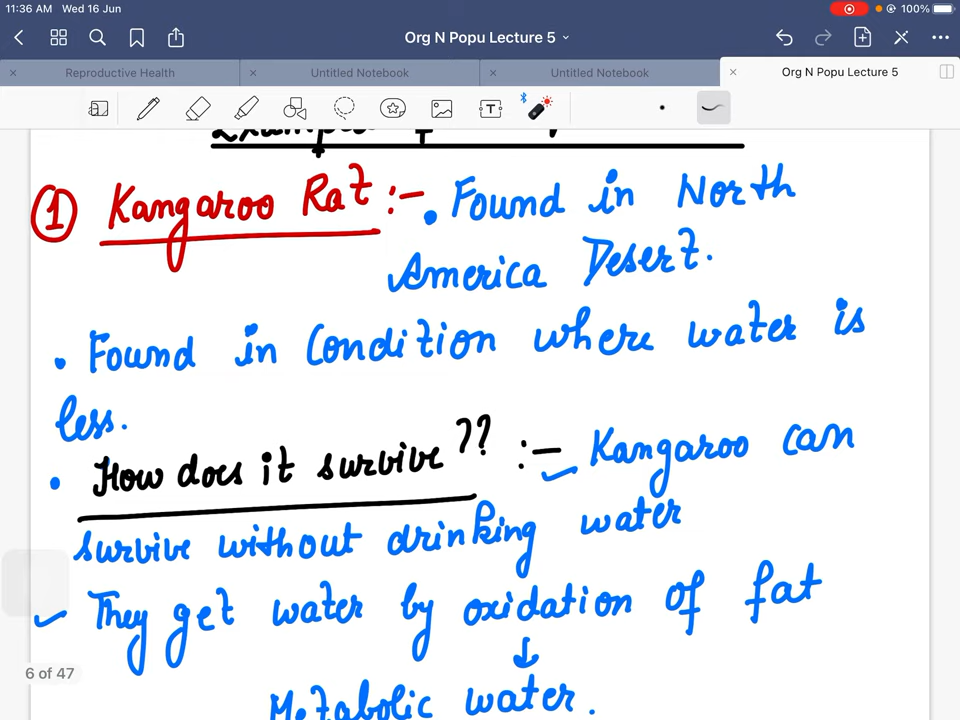 11:36 AM Wed 16 Jun
100%
Org N Popu Lecture 5
Reproductive Health
Untitled Notebook
Untitled Notebook
Org N Popu Lecture 5
① Kangaroo Rat :- • Found in North
America Desert.
• Found in Condition where water is
less.
• How does it survive ?? :- Kangaroo can
survive without drinking water
They get water by oxidation of fat
↓
Metabolic water.
6 of 47